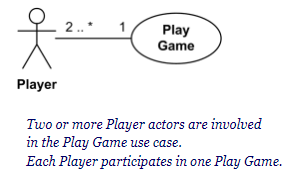 2..* 1
Play
Game
Player
Two or more Player actors are involved
in the Play Game use case.
Each Player participates in one Play Game.